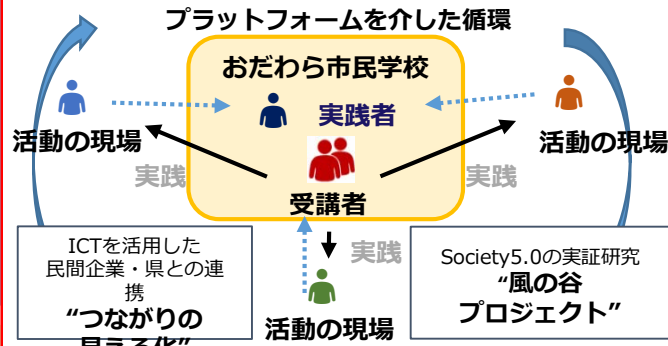 プラットフォームを介した循環
おだわら市民学校
実践者
活動の現場
活動の現場
実践
実践
受講者
実践
活動の現場
ICTを活用した
民間企業・県との連
携
“つながりの
見える化”
Society5.0の実証研究
“風の谷
プロジェクト”